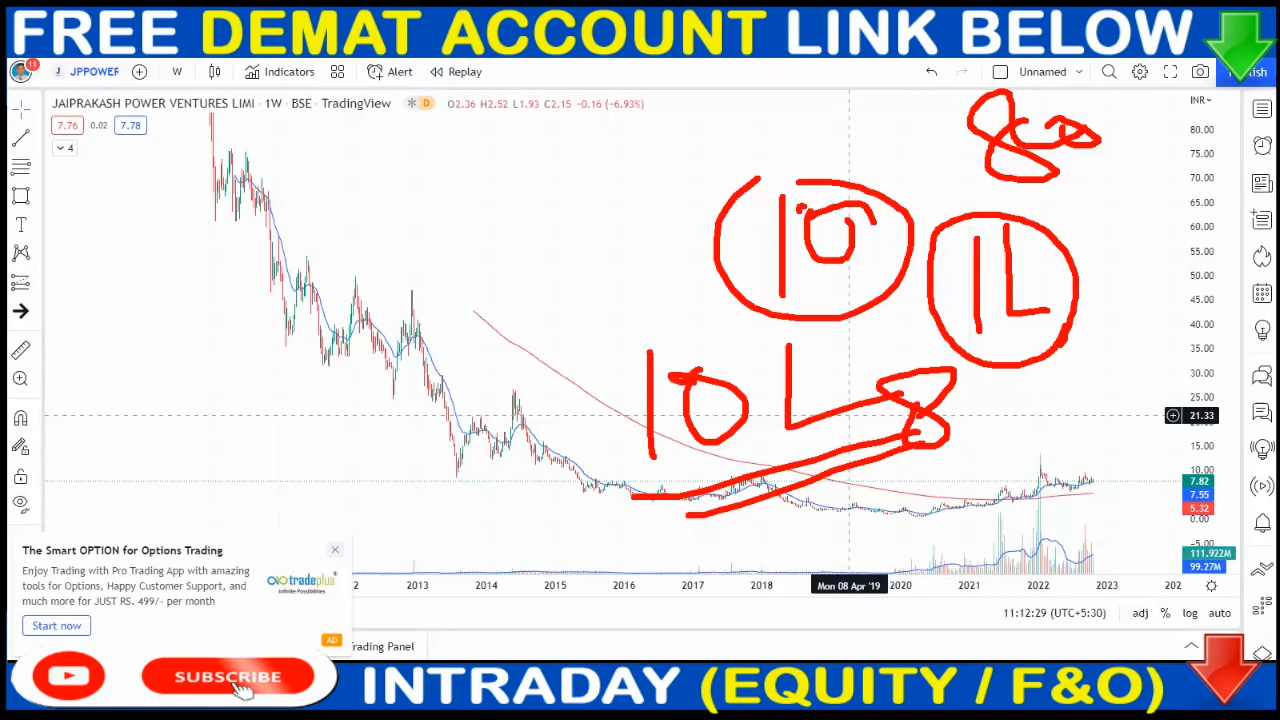 FREE DEMAT ACCOUNT LINK BELOW
11 J JPPOWER W Indicators Alert Replay Unnamed
JAIPRAKASH POWER VENTURES LIMI · 1W · BSE · TradingView D O2.36 H2.52 L1.93 C2.15 -0.16 (-6.93%) INR
7.76 0.02 7.78
4
80.00
75.00
65.00
60.00
55.00
50.00
45.00
40.00
30.00
25.00
21.33
15.00
10.00
7.82
7.55
5.32
0.00
-5.00
111.922M
99.27M
10
1L
10 L
The Smart OPTION for Options Trading
Enjoy Trading with Pro Trading App with amazing
tools for Options, Happy Customer Support, and
much more for JUST RS. 499/- per month
tradeplus
Infinite Possibilities
Start now
AD
2013 2014 2015 2016 2017 2018 Mon 08 Apr '19 2020 2021 2022 2023 202
11:12:29 (UTC+5:30) adj % log auto
Trading Panel
SUBSCRIBE
INTRADAY (EQUITY / F&O)